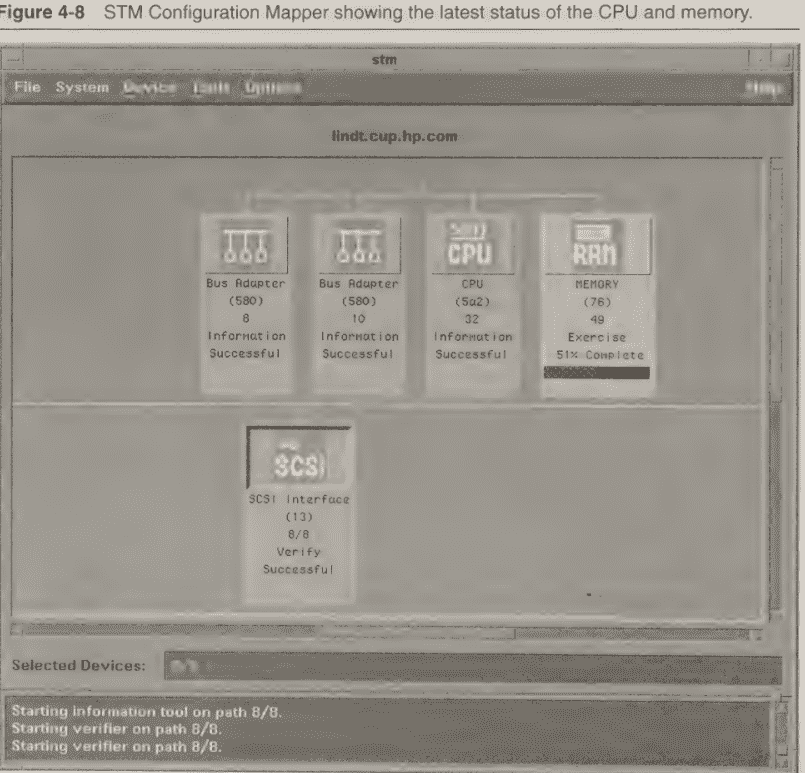 Figure 4-8 STM Configuration Mapper showing the latest status of the CPU and memory.
stm
File System Device Tools Options Help
lindt.cup.hp.com
CPU RAM
Bus Adapter Bus Adapter CPU MEMORY
(580) (580) (5a2) (76)
8 10 32 49
Information Information Information Exercise
Successful Successful Successful 51% Complete
SCSI
SCSI Interface
(13)
8/8
Verify
Successful
Selected Devices: 8/8
Starting information tool on path 8/8.
Starting verifier on path 8/8.
Starting verifier on path 8/8.